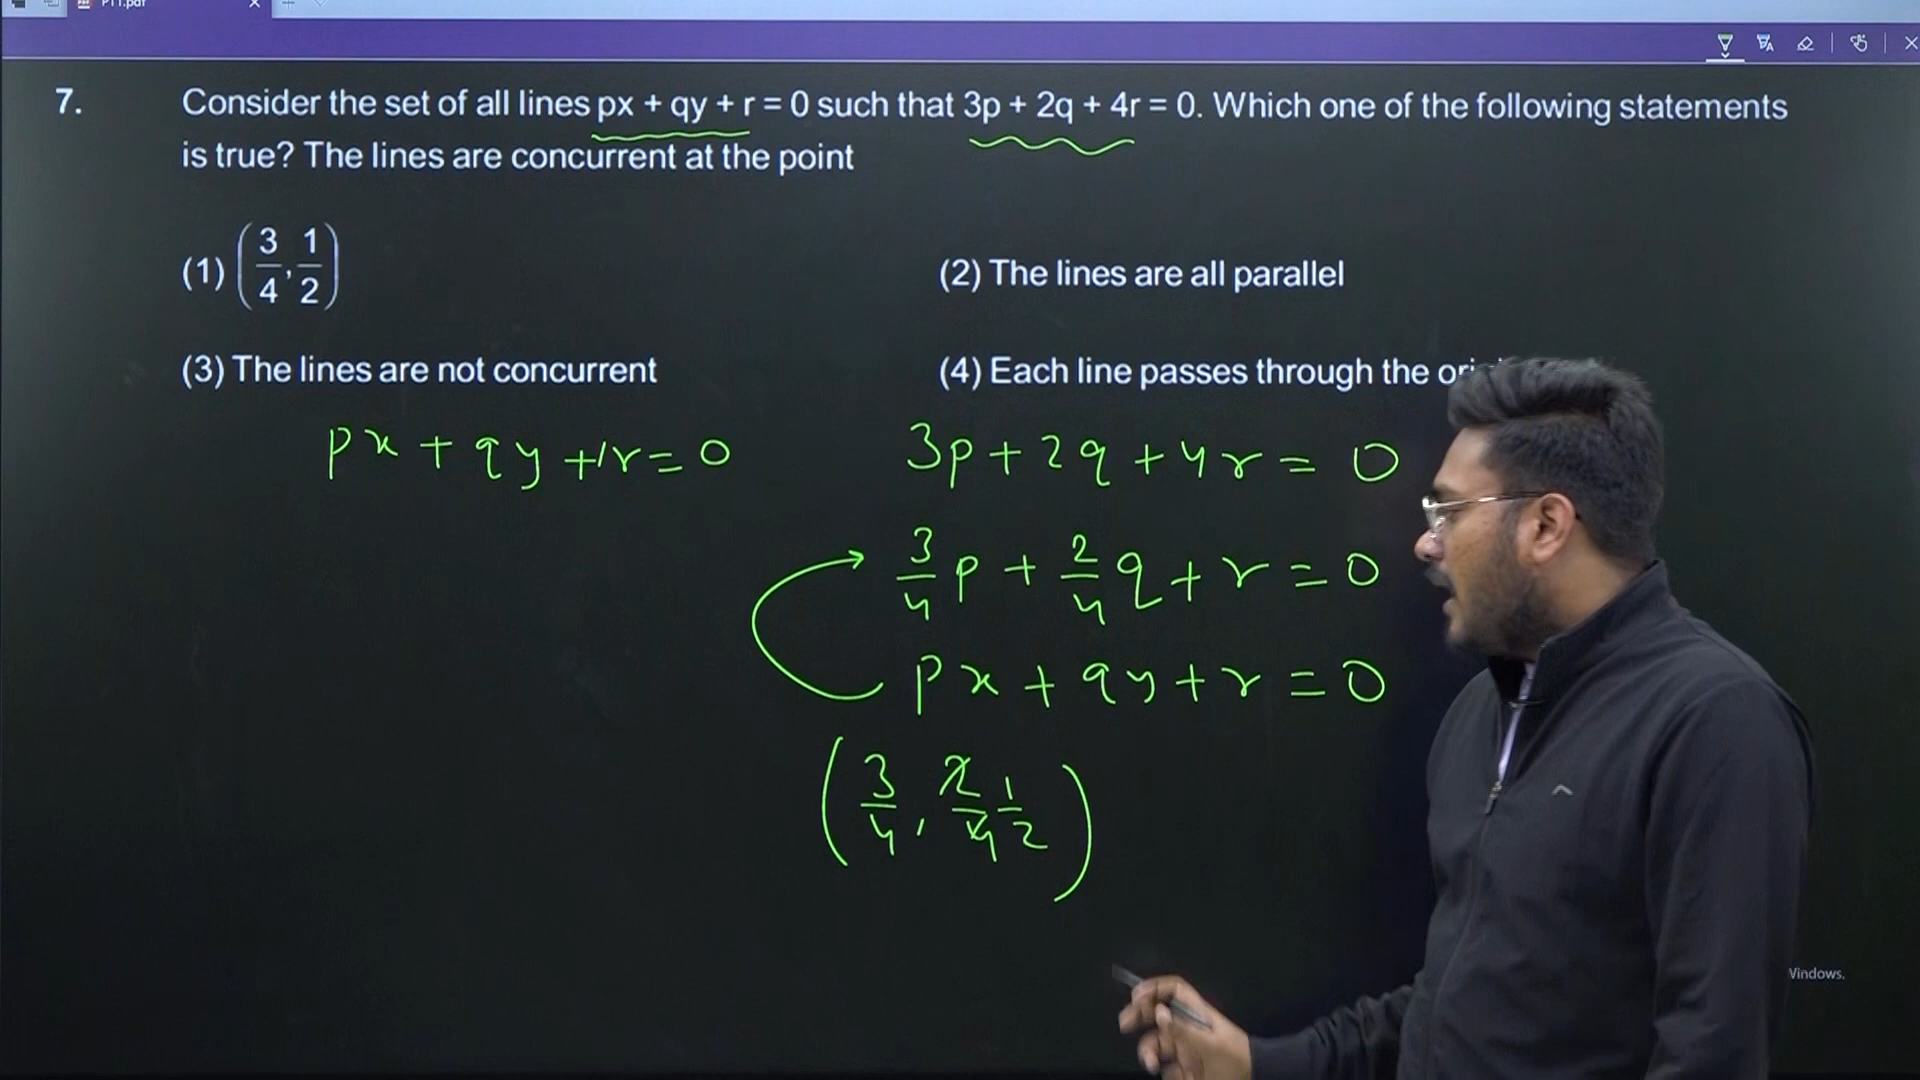 PT1.pdf
7. Consider the set of all lines px + qy + r = 0 such that 3p + 2q + 4r = 0. Which one of the following statements
is true? The lines are concurrent at the point
(1) (3/4, 1/2)
(2) The lines are all parallel
(3) The lines are not concurrent
(4) Each line passes through the
px + qy + r = 0
3p + 2q + 4r = 0
3/4 p + 2/4 q + r = 0
px + qy + r = 0
(3/4, 2/4 1/2)
Windows.